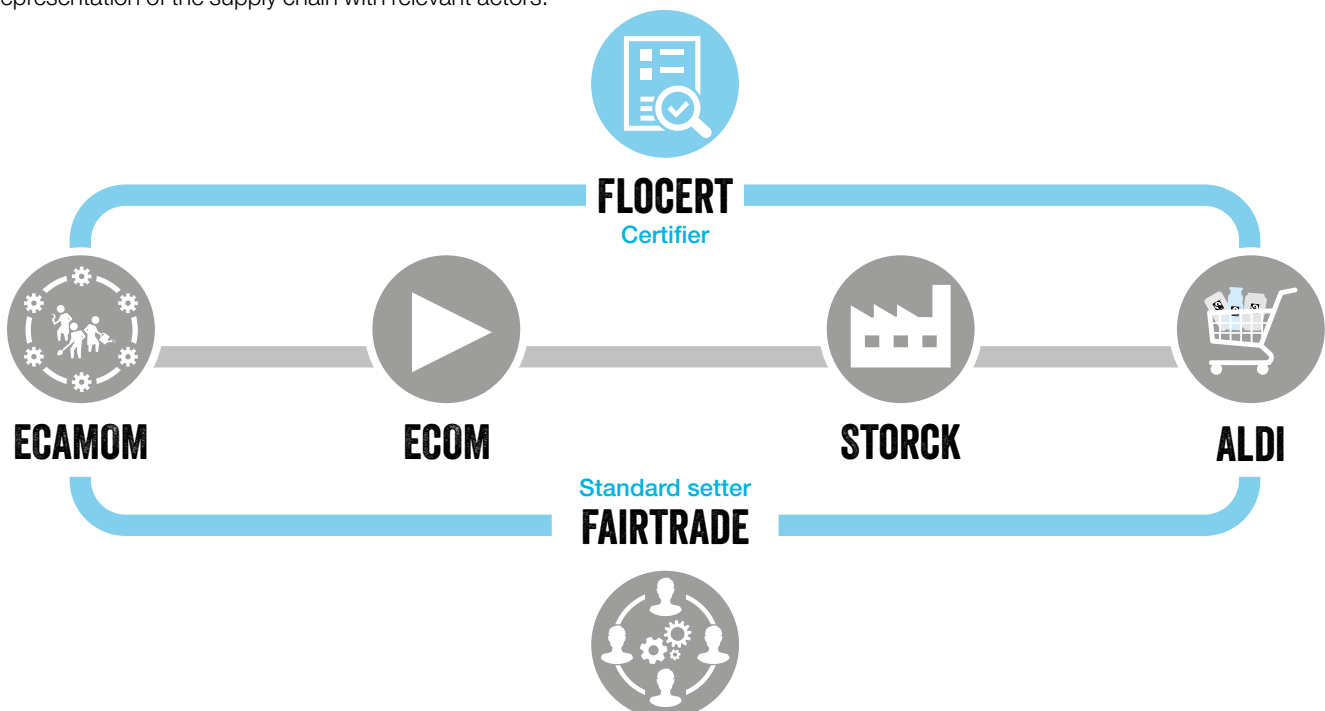 epresentation of the supply chain with relevant actors.
FLOCERT
Certifier
ECAMOM
ECOM
STORCK
ALDI
Standard setter
FAIRTRADE